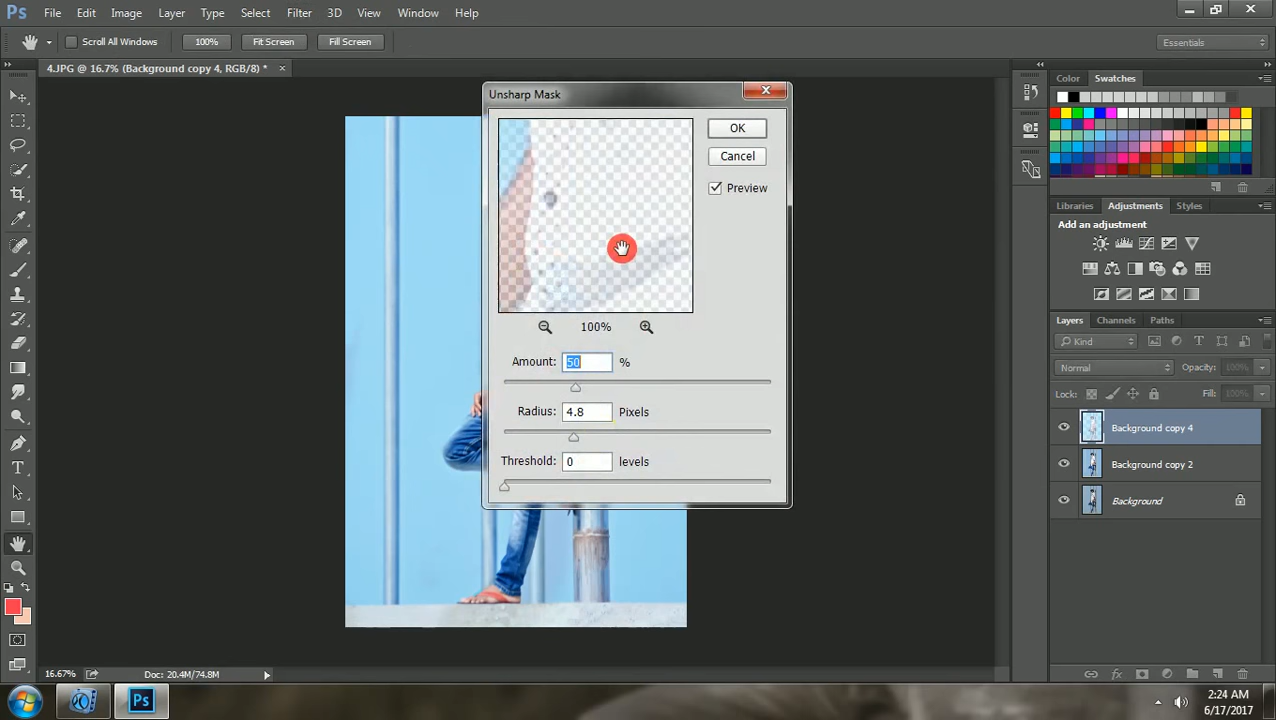 Ps File Edit Image Layer Type Select Filter 3D View Window Help
Scroll All Windows 100% Fit Screen Fill Screen Essentials
4.JPG @ 16.7% (Background copy 4, RGB/8) *
Unsharp Mask
OK
Cancel
Preview
100%
Amount: 50 %
Radius: 4.8 Pixels
Threshold: 0 levels
Color Swatches
Libraries Adjustments Styles
Add an adjustment
Layers Channels Paths
Kind
Normal Opacity:
Lock: Fill:
Background copy 4
Background copy 2
Background
16.67% Doc: 20.4M/74.8M
Ps
2:24 AM
6/17/2017